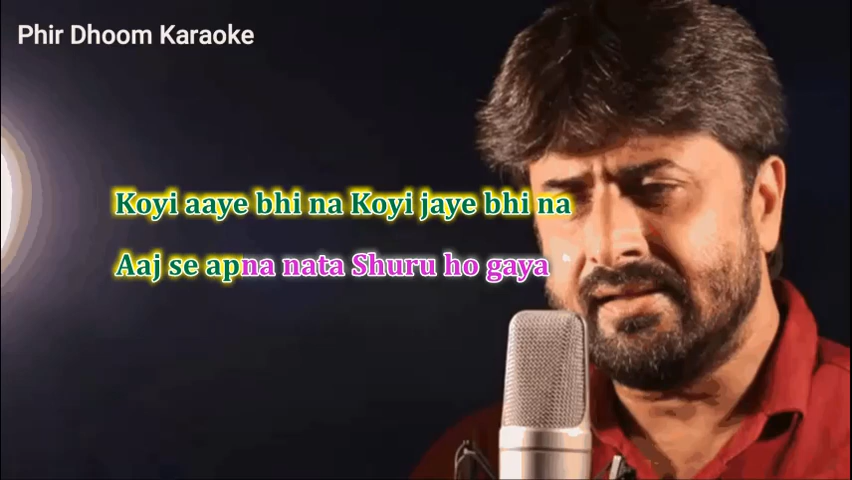 Phir Dhoom Karaoke
Koyi aaye bhi na Koyi jaye bhi na
Aaj se apna nata Shuru ho gaya